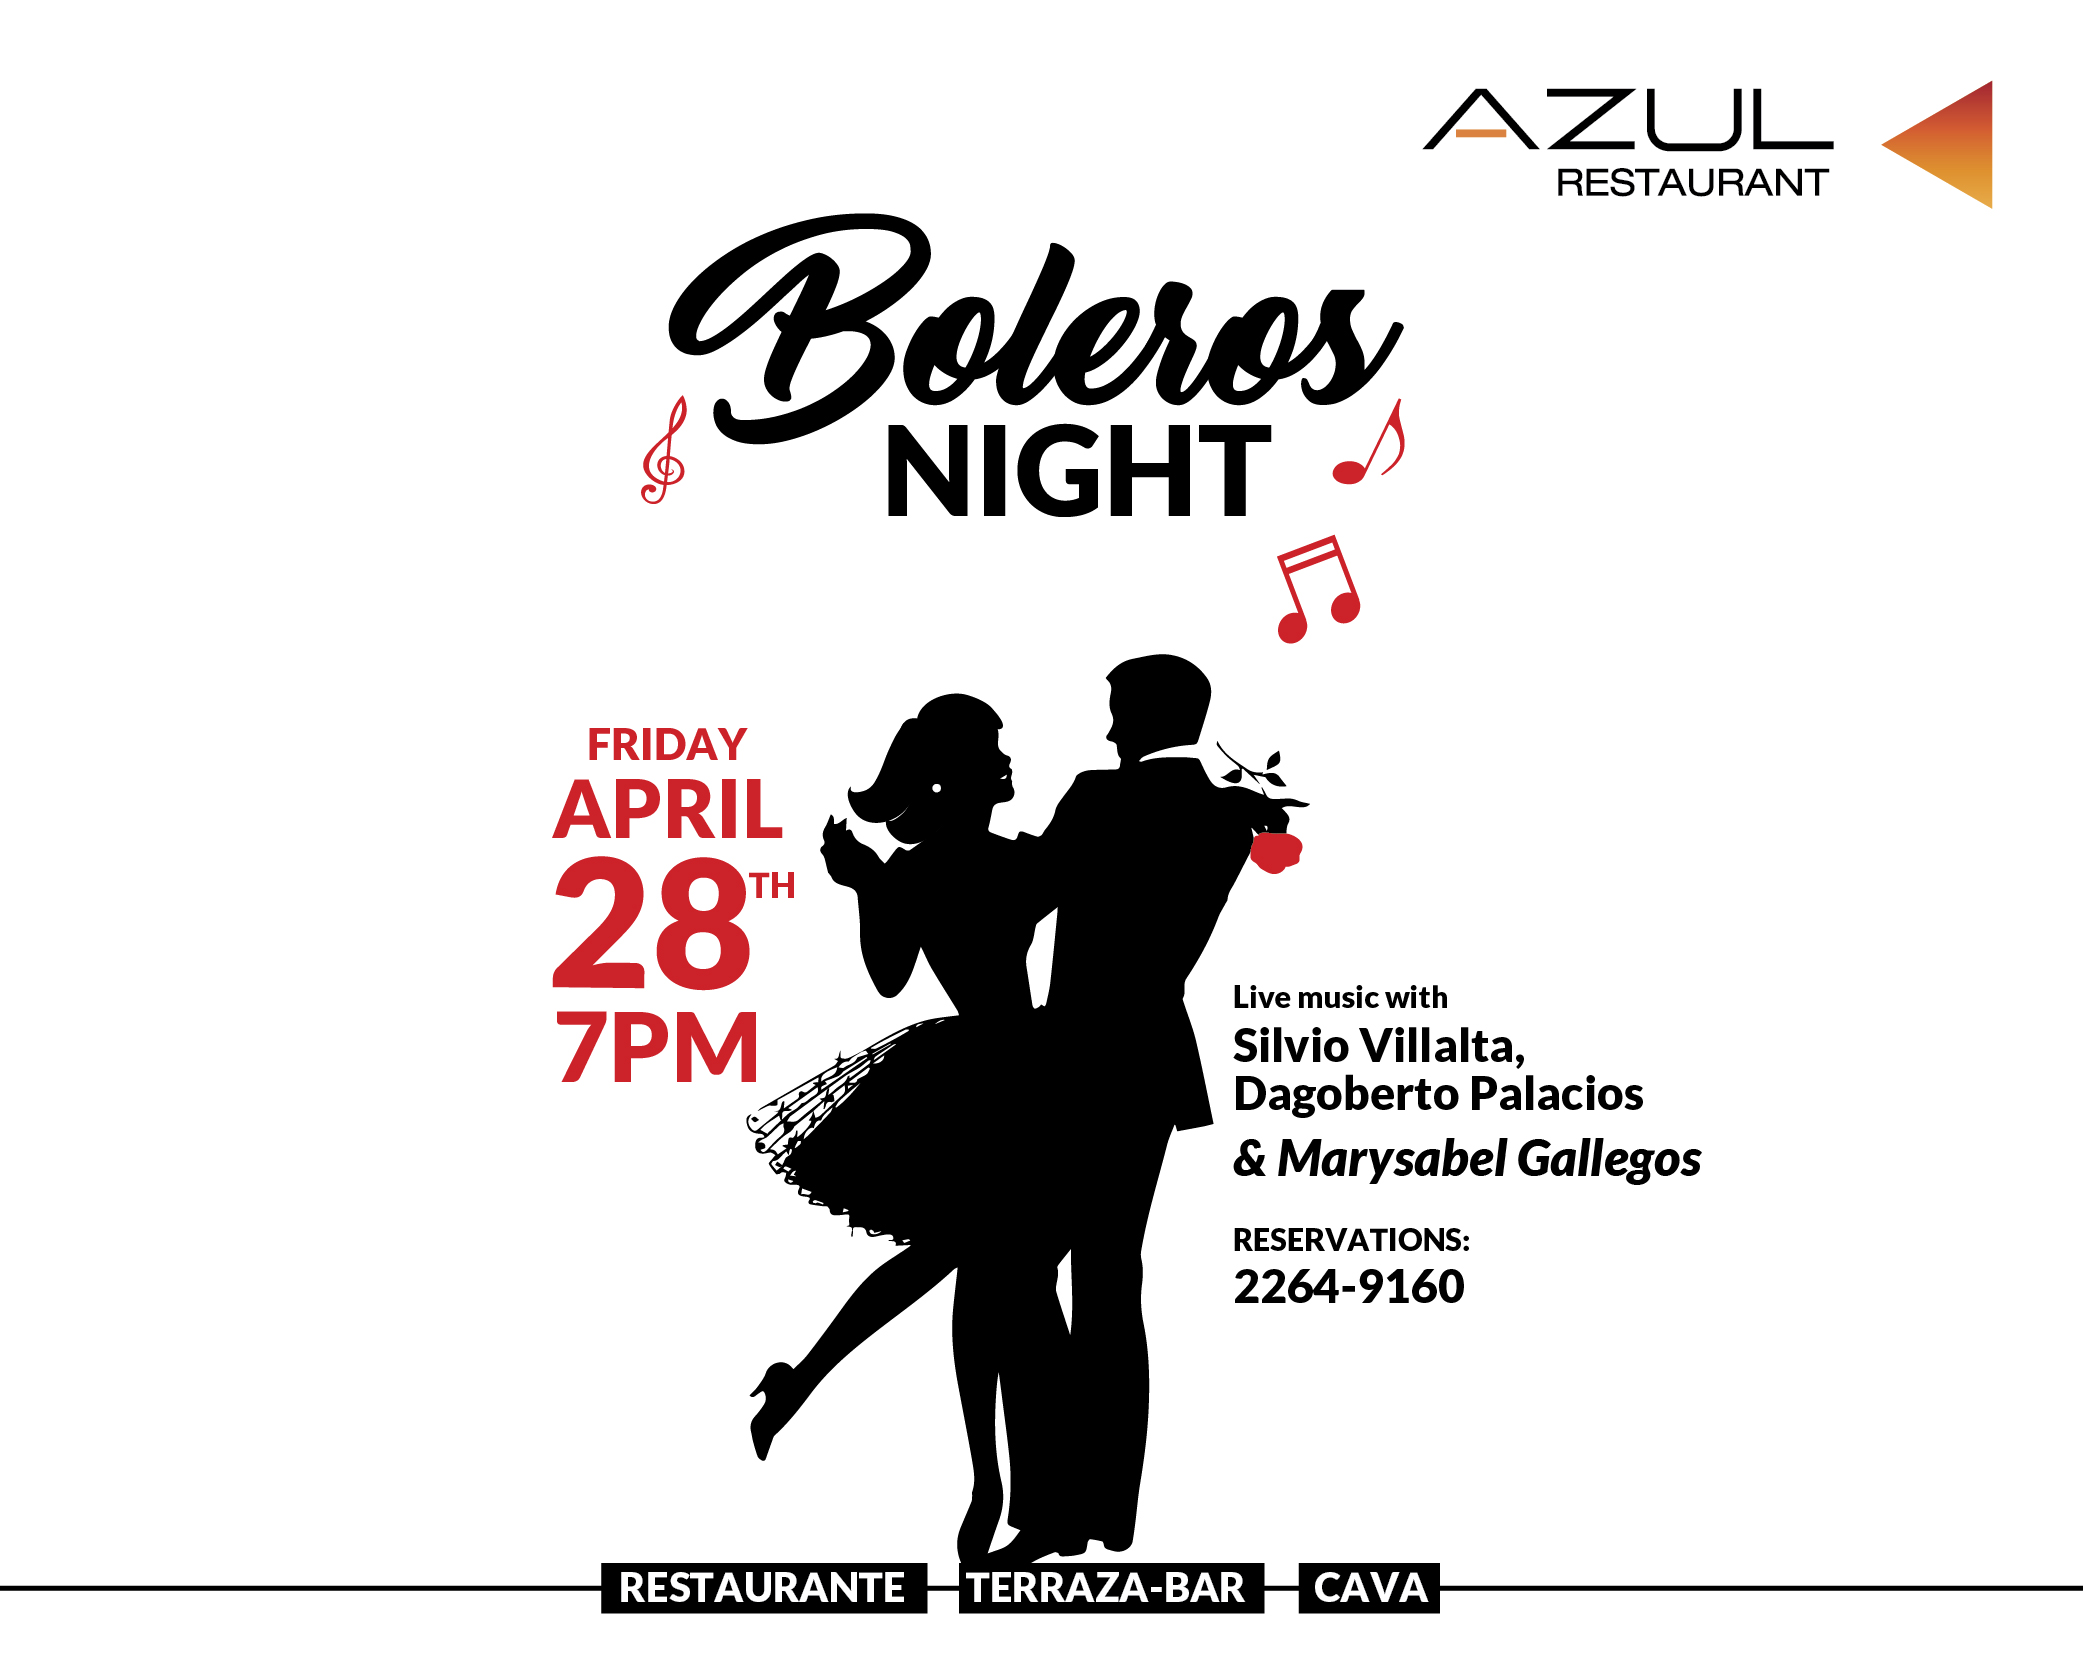 AZUL
RESTAURANT
Boleros
NIGHT
FRIDAY
APRIL
28TH
7PM
Live music with
Silvio Villalta,
Dagoberto Palacios
& Marysabel Gallegos
RESERVATIONS:
2264-9160
RESTAURANTE TERRAZA-BAR CAVA